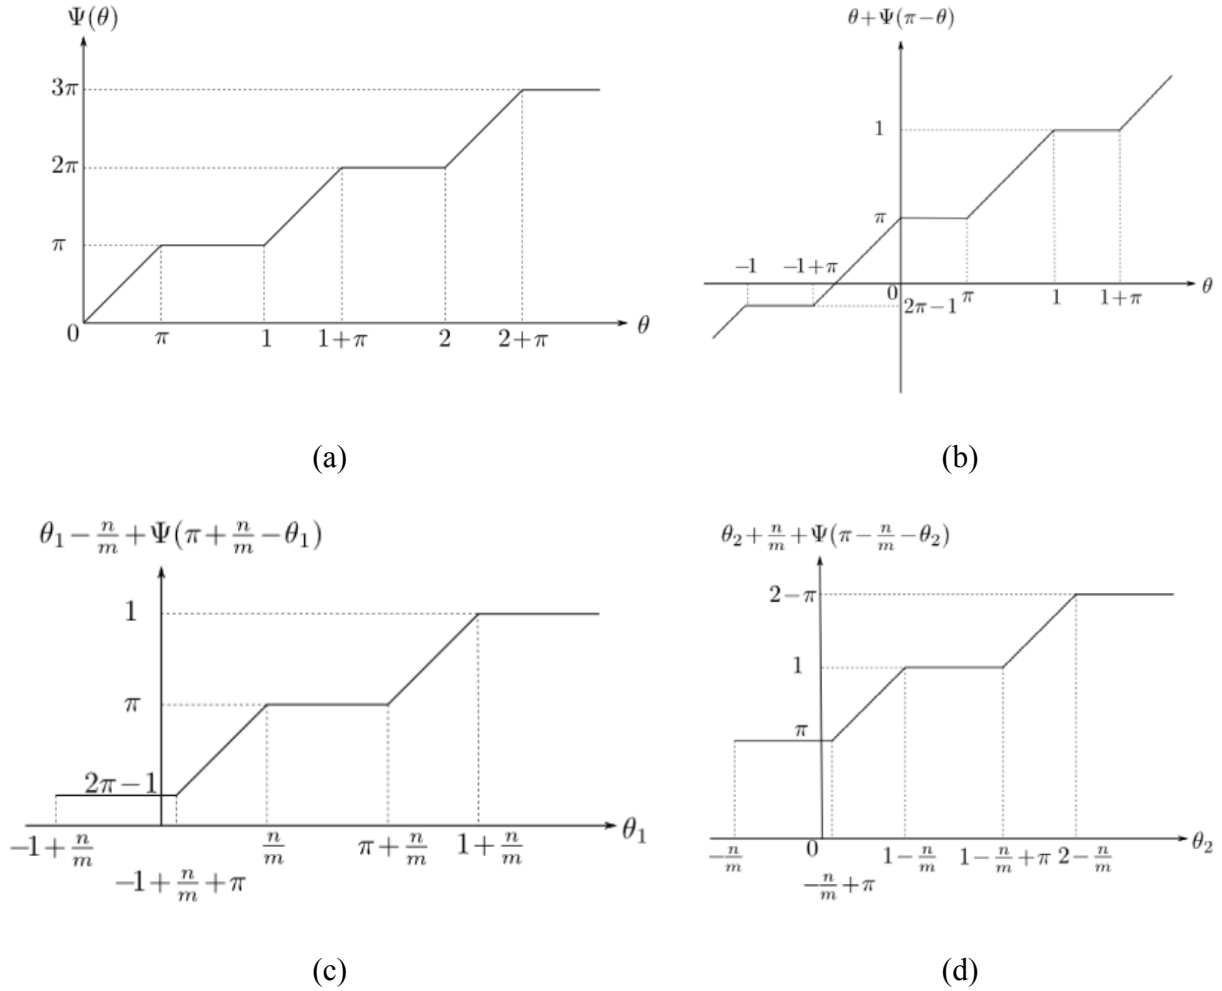 Ψ(θ)
3π
2π
π
0
π 1 1+π 2 2+π
θ
(a)
θ+Ψ(π−θ)
1
π
−1 −1+π
0
2π−1
π 1 1+π
θ
(b)
θ₁−n/m+Ψ(π+n/m−θ₁)
1
π
2π−1
−1+n/m n/m π+n/m 1+n/m
θ₁
−1+n/m+π
(c)
θ₂+n/m+Ψ(π−n/m−θ₂)
2−π
1
π
−n/m 0 1−n/m 1−n/m+π 2−n/m
θ₂
−n/m+π
(d)